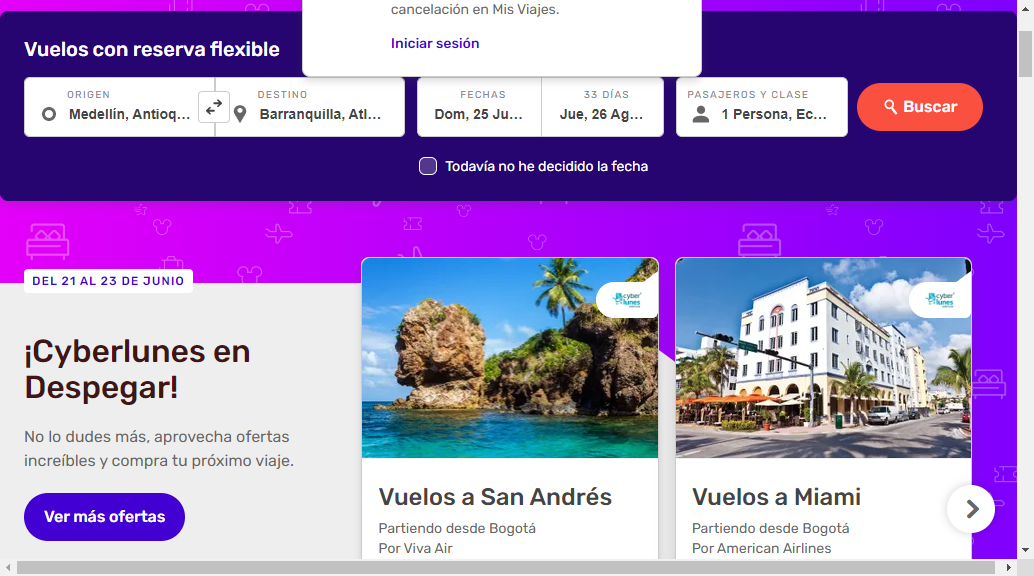 cancelación en Mis Viajes.
Iniciar sesión
Vuelos con reserva flexible
ORIGEN
Medellín, Antioq...
DESTINO
Barranquilla, Atl...
FECHAS
Dom, 25 Ju...
33 DÍAS
Jue, 26 Ag...
PASAJEROS Y CLASE
1 Persona, Ec...
Buscar
Todavía no he decidido la fecha
DEL 21 AL 23 DE JUNIO
¡Cyberlunes en
Despegar!
No lo dudes más, aprovecha ofertas
increíbles y compra tu próximo viaje.
Ver más ofertas
cyber
lunes
Vuelos a San Andrés
Partiendo desde Bogotá
Por Viva Air
cyber
lunes
Vuelos a Miami
Partiendo desde Bogotá
Por American Airlines